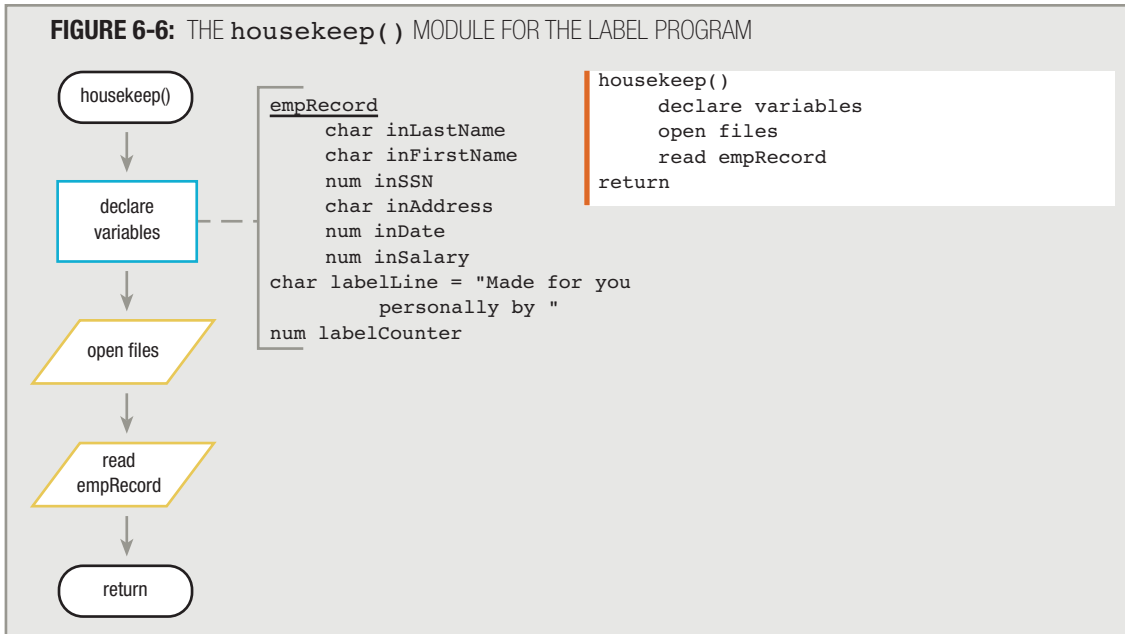 FIGURE 6-6: THE housekeep() MODULE FOR THE LABEL PROGRAM
housekeep()
declare
variables
open files
read
empRecord
return
empRecord
char inLastName
char inFirstName
num inSSN
char inAddress
num inDate
num inSalary
char labelLine = "Made for you
personally by "
num labelCounter
housekeep()
declare variables
open files
read empRecord
return